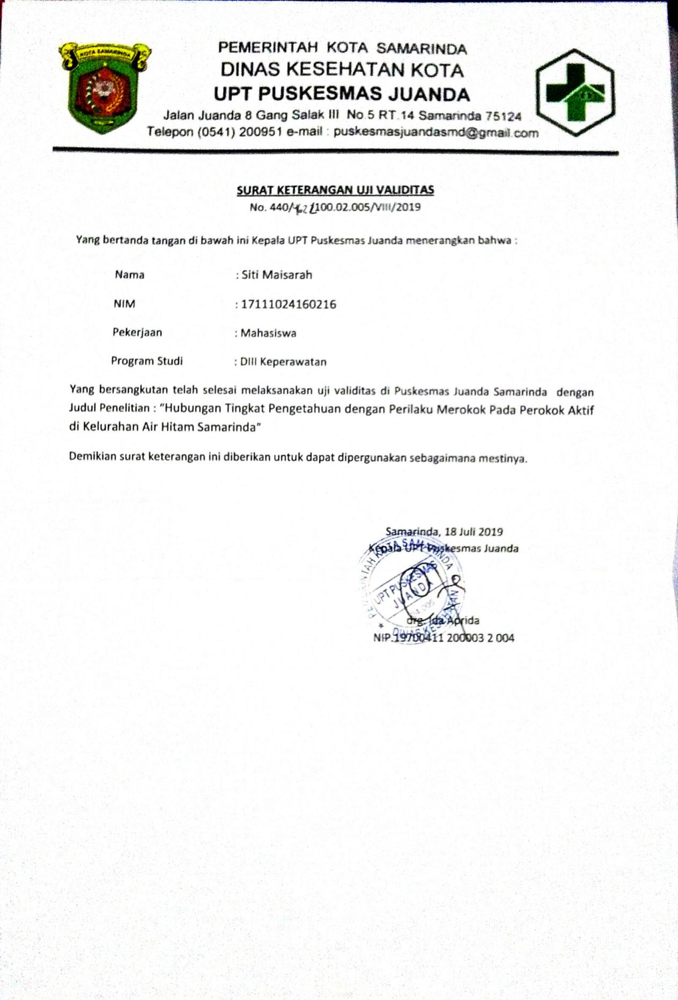 KOTA SAMARINDA
PEMERINTAH KOTA SAMARINDA
DINAS KESEHATAN KOTA
UPT PUSKESMAS JUANDA
Jalan Juanda 8 Gang Salak III No.5 RT.14 Samarinda 75124
Telepon (0541) 200951 e-mail : puskesmasjuandasmd@gmail.com
SURAT KETERANGAN UJI VALIDITAS
No. 440/ /100.02.005/VIII/2019
Yang bertanda tangan di bawah ini Kepala UPT Puskesmas Juanda menerangkan bahwa :
Nama : Siti Maisarah
NIM : 17111024160216
Pekerjaan : Mahasiswa
Program Studi : DIII Keperawatan
Yang bersangkutan telah selesai melaksanakan uji validitas di Puskesmas Juanda Samarinda dengan
Judul Penelitian : "Hubungan Tingkat Pengetahuan dengan Perilaku Merokok Pada Perokok Aktif
di Kelurahan Air Hitam Samarinda"
Demikian surat keterangan ini diberikan untuk dapat dipergunakan sebagaimana mestinya.
Samarinda, 18 Juli 2019
Kepala UPT Puskesmas Juanda
PEMERINTAH KOTA SAMARINDA
UPT PUSKESMAS
JUANDA
DINAS KESEHATAN
drg. Ida Aprida
NIP.19700411 200003 2 004